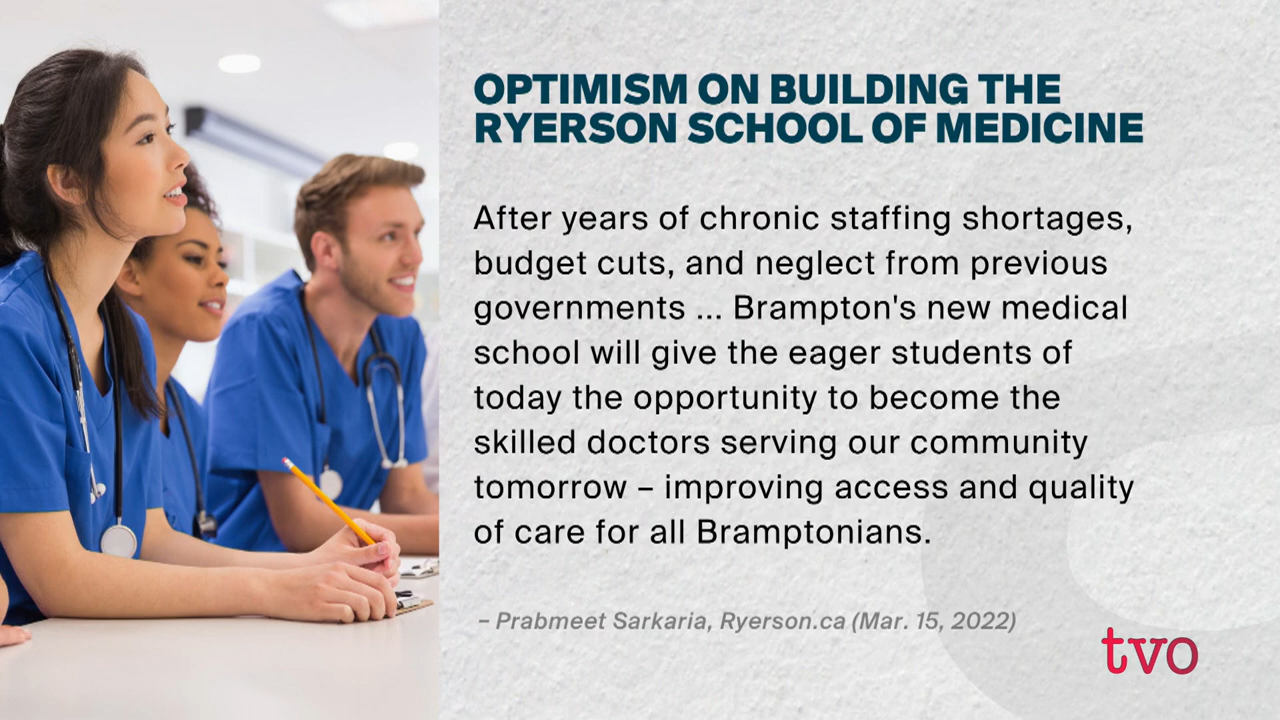 OPTIMISM ON BUILDING THE
RYERSON SCHOOL OF MEDICINE
After years of chronic staffing shortages,
budget cuts, and neglect from previous
governments ... Brampton's new medical
school will give the eager students of
today the opportunity to become the
skilled doctors serving our community
tomorrow – improving access and quality
of care for all Bramptonians.
– Prabmeet Sarkaria, Ryerson.ca (Mar. 15, 2022)
tvo